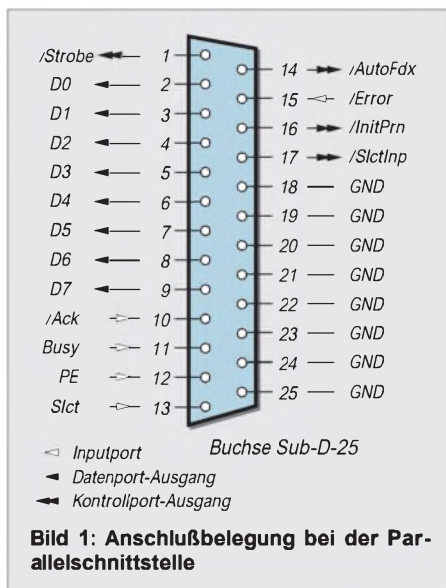 /Strobe 1
D0 2
D1 3
D2 4
D3 5
D4 6
D5 7
D6 8
D7 9
/Ack 10
Busy 11
PE 12
Slct 13
14 /AutoFdx
15 /Error
16 /InitPrn
17 /SlctInp
18 GND
19 GND
20 GND
21 GND
22 GND
23 GND
24 GND
25 GND
Buchse Sub-D-25
Inputport
Datenport-Ausgang
Kontrollport-Ausgang
Bild 1: Anschlußbelegung bei der Par-
allelschnittstelle